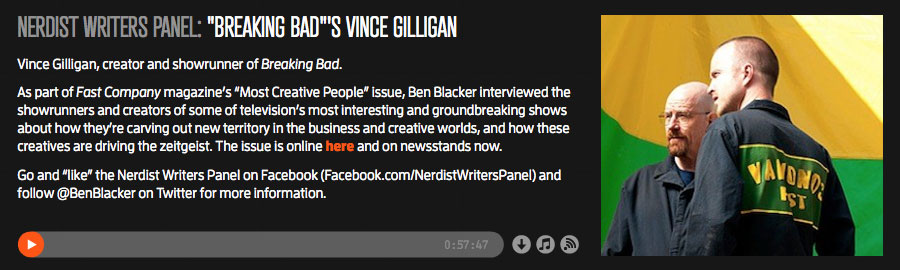 NERDIST WRITERS PANEL: "BREAKING BAD"'S VINCE GILLIGAN
Vince Gilligan, creator and showrunner of Breaking Bad.
As part of Fast Company magazine's "Most Creative People" issue, Ben Blacker interviewed the
showrunners and creators of some of television's most interesting and groundbreaking shows
about how they're carving out new territory in the business and creative worlds, and how these
creatives are driving the zeitgeist. The issue is online here and on newsstands now.
Go and "like" the Nerdist Writers Panel on Facebook (Facebook.com/NerdistWritersPanel) and
follow @BenBlacker on Twitter for more information.
0:57:47
VAMONOS
PEST